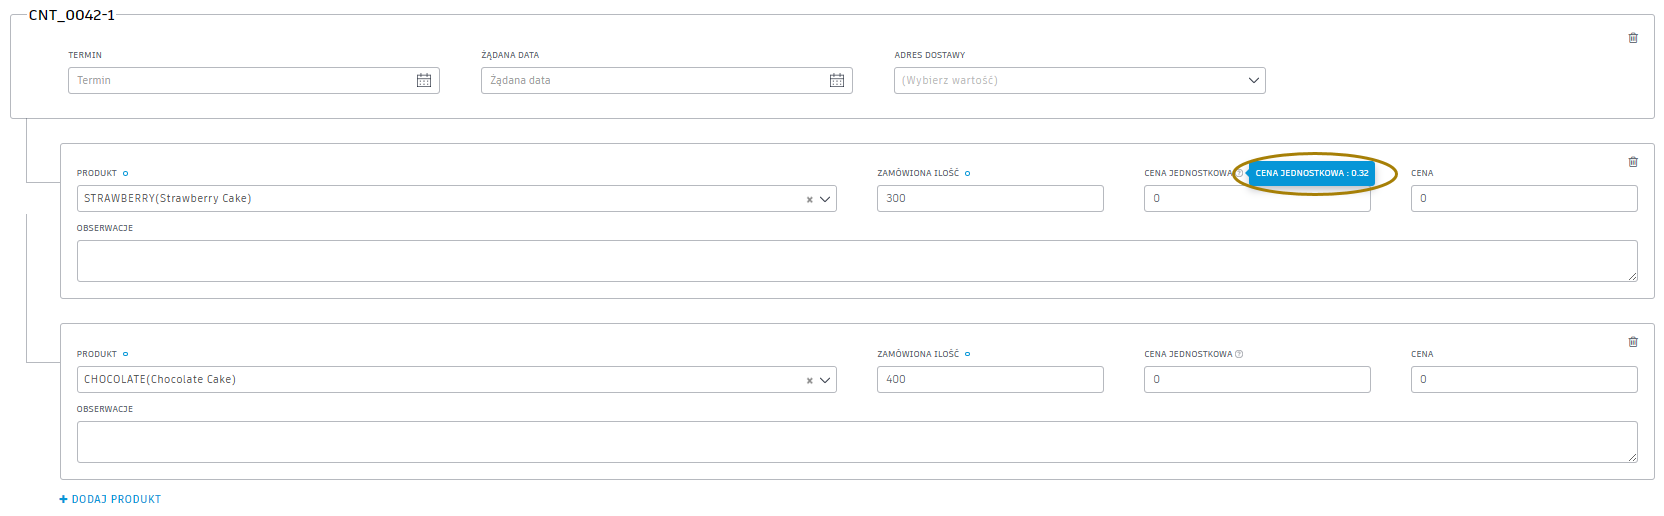 CNT_0042-1
TERMIN ŻĄDANA DATA ADRES DOSTAWY
Termin Żądana data (Wybierz wartość)
PRODUKT ZAMÓWIONA ILOŚĆ CENA JEDNOSTKOWA CENA JEDNOSTKOWA : 0.32 CENA
STRAWBERRY(Strawberry Cake) 300 0 0
OBSERWACJE
PRODUKT ZAMÓWIONA ILOŚĆ CENA JEDNOSTKOWA CENA
CHOCOLATE(Chocolate Cake) 400 0 0
OBSERWACJE
+ DODAJ PRODUKT